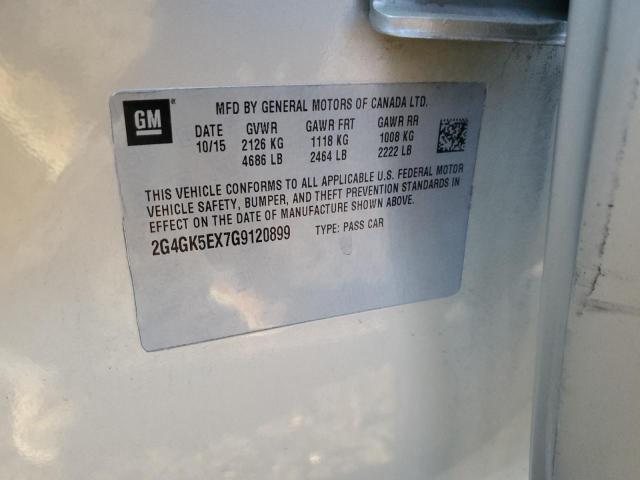 GM
MFD BY GENERAL MOTORS OF CANADA LTD.
DATE GVWR GAWR FRT GAWR RR
10/15 2126 KG 1118 KG 1008 KG
4686 LB 2464 LB 2222 LB
THIS VEHICLE CONFORMS TO ALL APPLICABLE U.S. FEDERAL MOTOR
VEHICLE SAFETY, BUMPER, AND THEFT PREVENTION STANDARDS IN
EFFECT ON THE DATE OF MANUFACTURE SHOWN ABOVE.
2G4GK5EX7G9120899 TYPE: PASS CAR